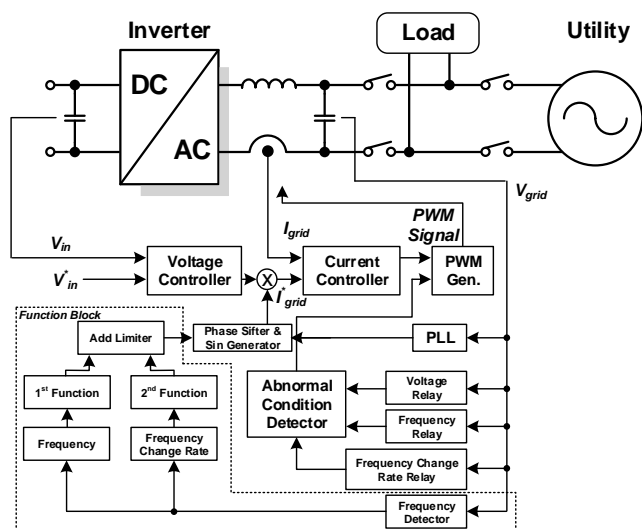 Inverter
Load
Utility
DC
AC
V_grid
V_in
I_grid
PWM
Signal
V*_in
Voltage
Controller
X
I*_grid
Current
Controller
PWM
Gen.
Function Block
Add Limiter
Phase Sifter &
Sin Generator
PLL
1st Function
2nd Function
Abnormal
Condition
Detector
Voltage
Relay
Frequency
Relay
Frequency
Frequency
Change Rate
Frequency Change
Rate Relay
Frequency
Detector